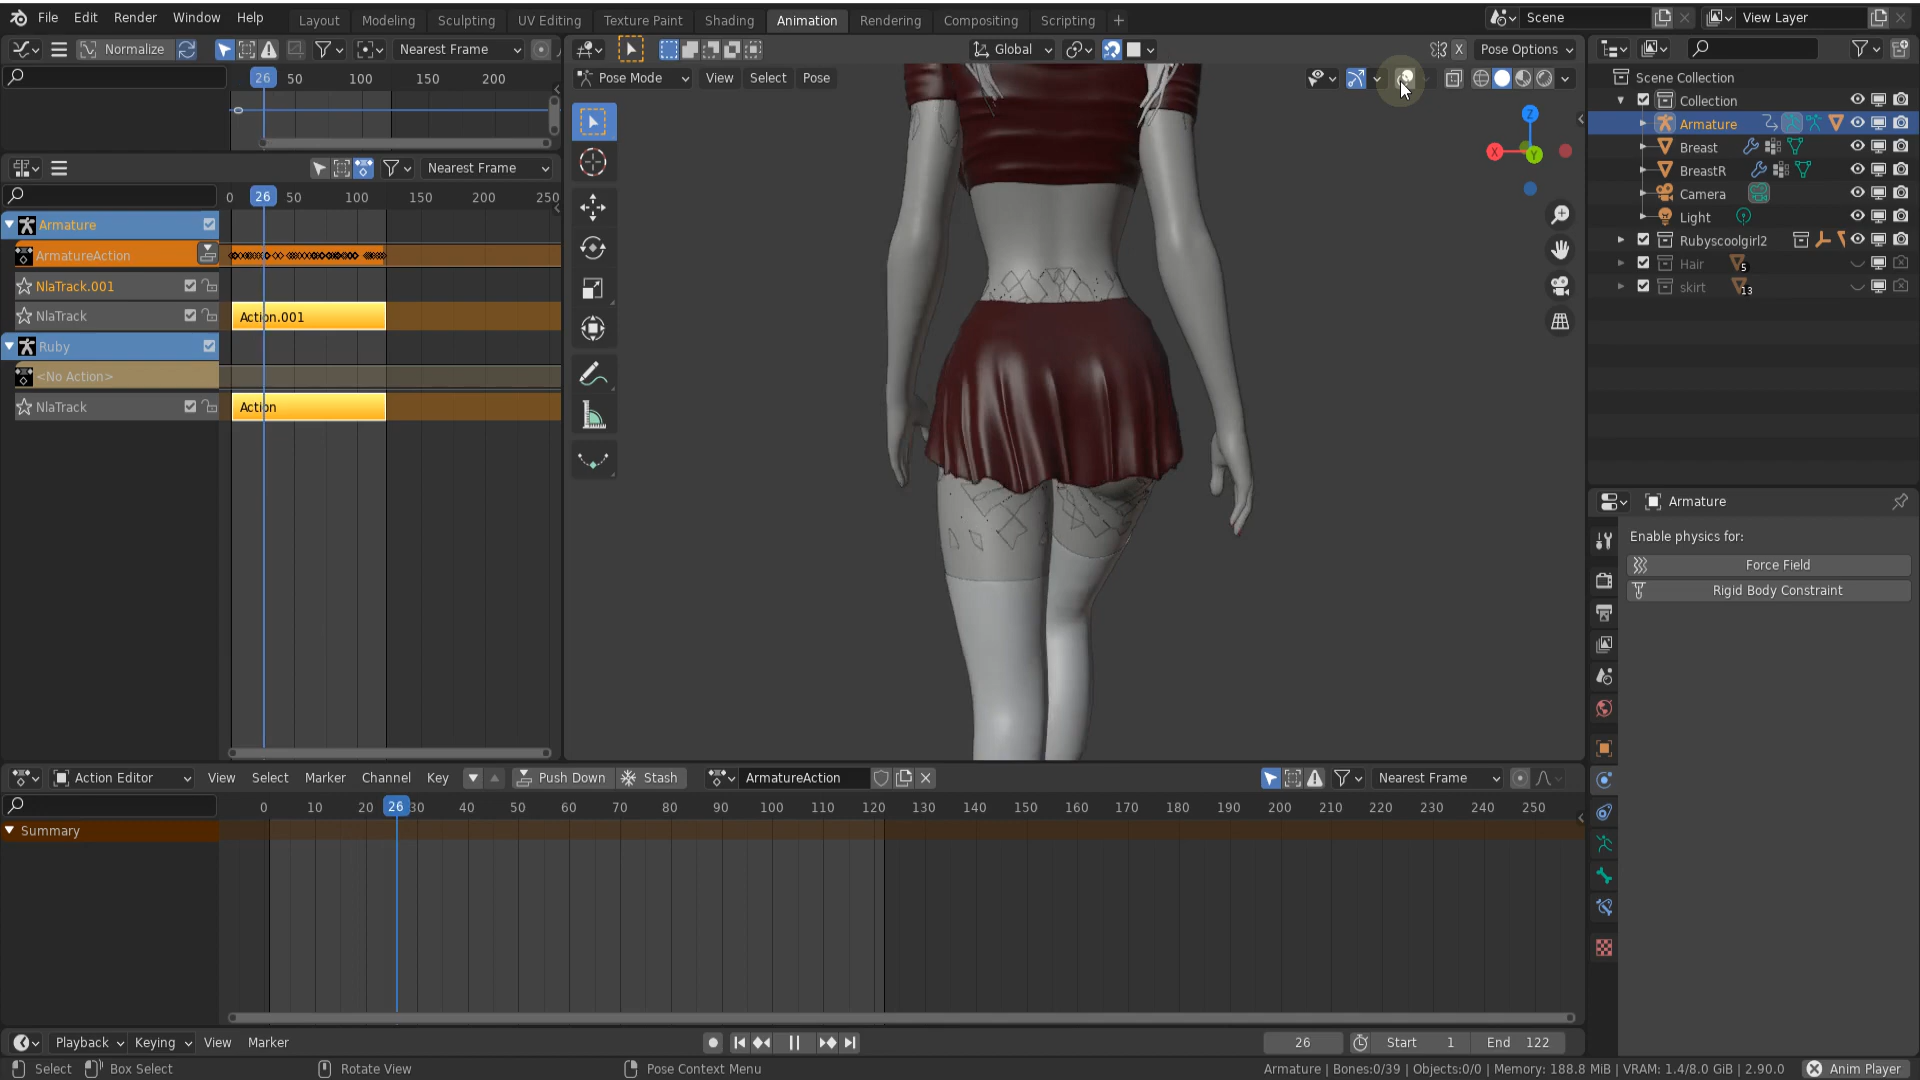 File Edit Render Window Help Layout Modeling Sculpting UV Editing Texture Paint Shading Animation Rendering Compositing Scripting + Scene View Layer
Normalize Nearest Frame Global X Pose Options
26 50 100 150 200
Pose Mode View Select Pose
Z
X Y
Nearest Frame
0 26 50 100 150 200 250
Armature
ArmatureAction
NlaTrack.001
NlaTrack Action.001
Ruby
<No Action>
NlaTrack Action
Scene Collection
Collection
Armature
Breast
BreastR
Camera
Light
Rubyscoolgirl2
Hair 5
skirt 13
Armature
Enable physics for:
Force Field
Rigid Body Constraint
Action Editor View Select Marker Channel Key Push Down Stash ArmatureAction Nearest Frame
0 10 20 26 30 40 50 60 70 80 90 100 110 120 130 140 150 160 170 180 190 200 210 220 230 240 250
Summary
Playback Keying View Marker 26 Start 1 End 122
Select Box Select Rotate View Pose Context Menu Armature | Bones:0/39 | Objects:0/0 | Memory: 188.8 MiB | VRAM: 1.4/8.0 GiB | 2.90.0 Anim Player